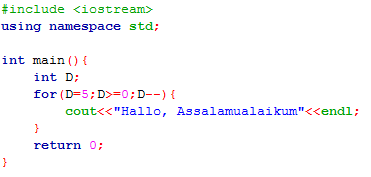 #include <iostream>
using namespace std;
int main(){
int D;
for(D=5;D>=0;D--){
cout<<"Hallo, Assalamualaikum"<<endl;
}
return 0;
}